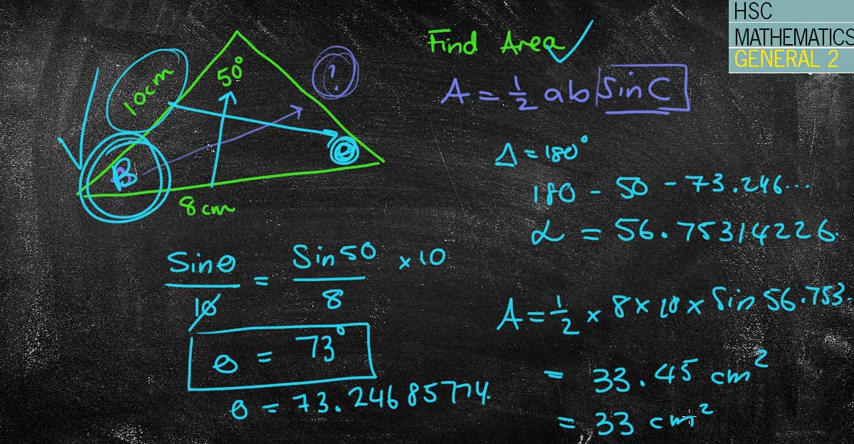 HSC
MATHEMATICS
GENERAL 2
Find Area
10cm
50°
?
A = ½ ab Sin C
B
θ
8cm
Δ = 180°
180 - 50 - 73.246...
α = 56.75314226.
Sinθ/10 = Sin50/8 × 10
θ = 73°
θ = 73.24685774.
A = ½ × 8 × 10 × Sin 56.753.
= 33.45 cm²
= 33 cm²